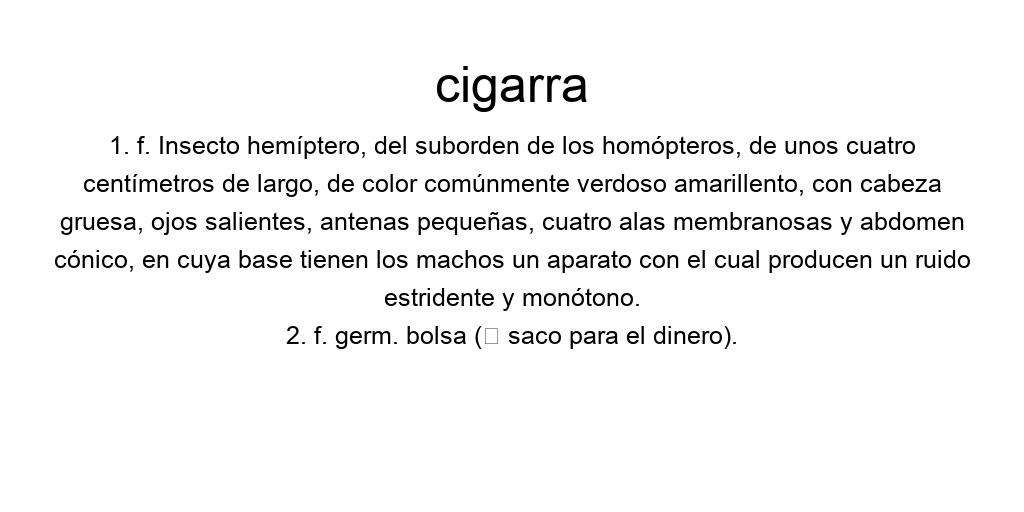 cigarra
1. f. Insecto hemíptero, del suborden de los homópteros, de unos cuatro
centímetros de largo, de color comúnmente verdoso amarillento, con cabeza
gruesa, ojos salientes, antenas pequeñas, cuatro alas membranosas y abdomen
cónico, en cuya base tienen los machos un aparato con el cual producen un ruido
estridente y monótono.
2. f. germ. bolsa (▯ saco para el dinero).